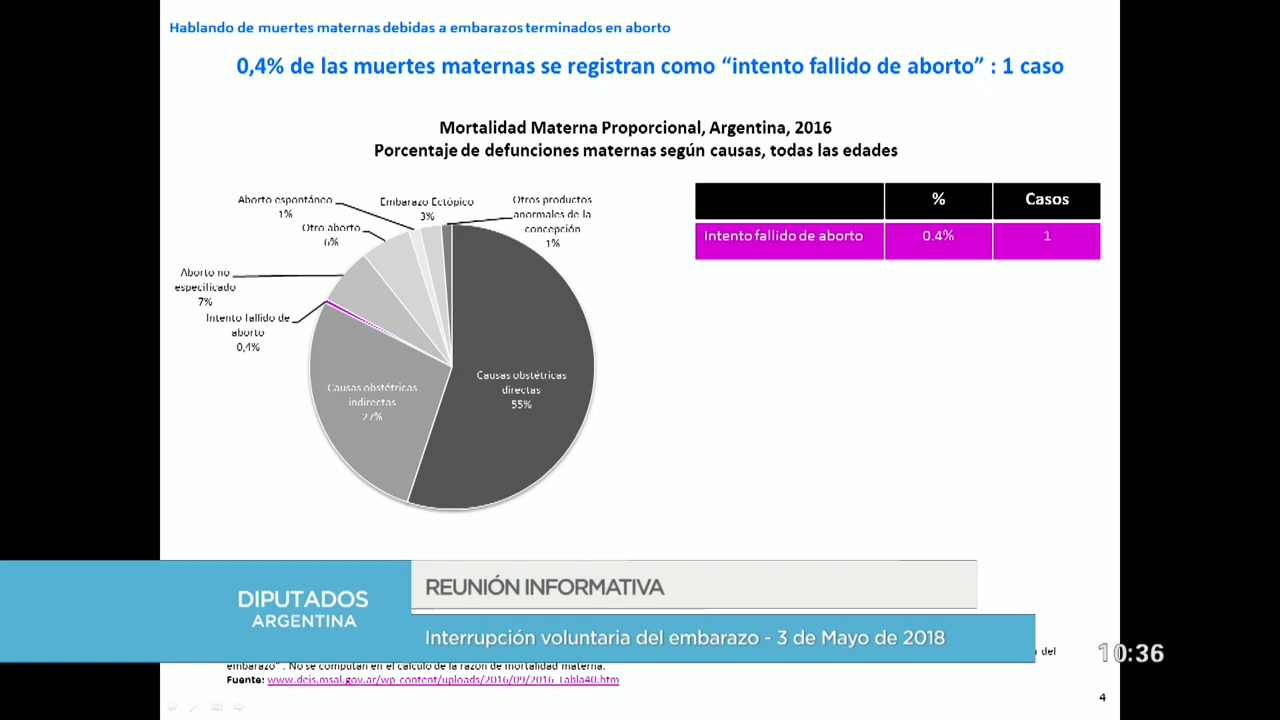 Hablando de muertes maternas debidas a embarazos terminados en aborto
0,4% de las muertes maternas se registran como “intento fallido de aborto” : 1 caso
Mortalidad Materna Proporcional, Argentina, 2016
Porcentaje de defunciones maternas según causas, todas las edades
Aborto espontáneo
1%
Embarazo Ectópico
3%
Otros productos
anormales de la
concepción
1%
Otro aborto
6%
Aborto no
especificado
7%
Intento fallido de
aborto
0,4%
Causas obstétricas
indirectas
27%
Causas obstétricas
directas
55%
% Casos
Intento fallido de aborto 0.4% 1
DIPUTADOS
ARGENTINA
REUNIÓN INFORMATIVA
Interrupción voluntaria del embarazo - 3 de Mayo de 2018
del
embarazo” . No se computan en el cálculo de la razón de mortalidad materna.
Fuente: www.deis.msal.gov.ar/wp-content/uploads/2016/09/2016_Tabla40.htm
10:36
4